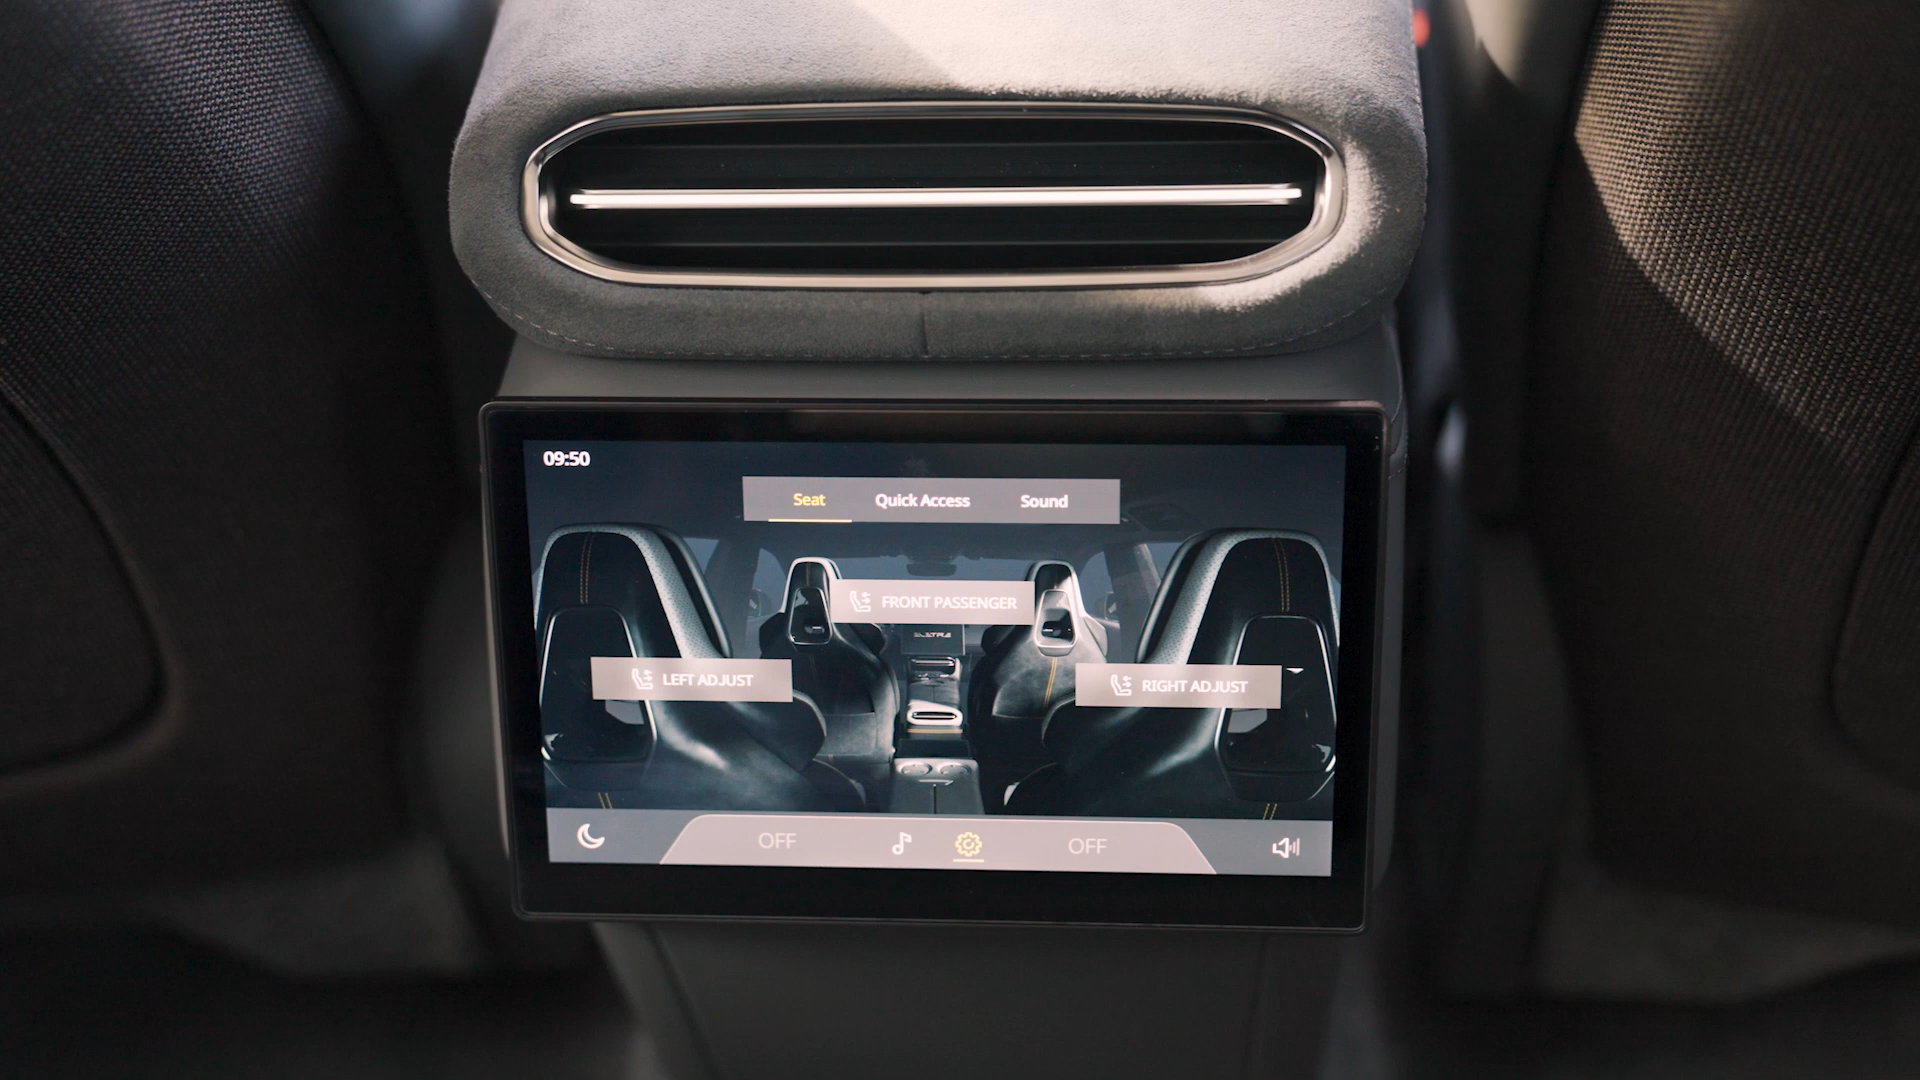 09:50
Seat Quick Access Sound
FRONT PASSENGER
LEFT ADJUST
RIGHT ADJUST
OFF OFF